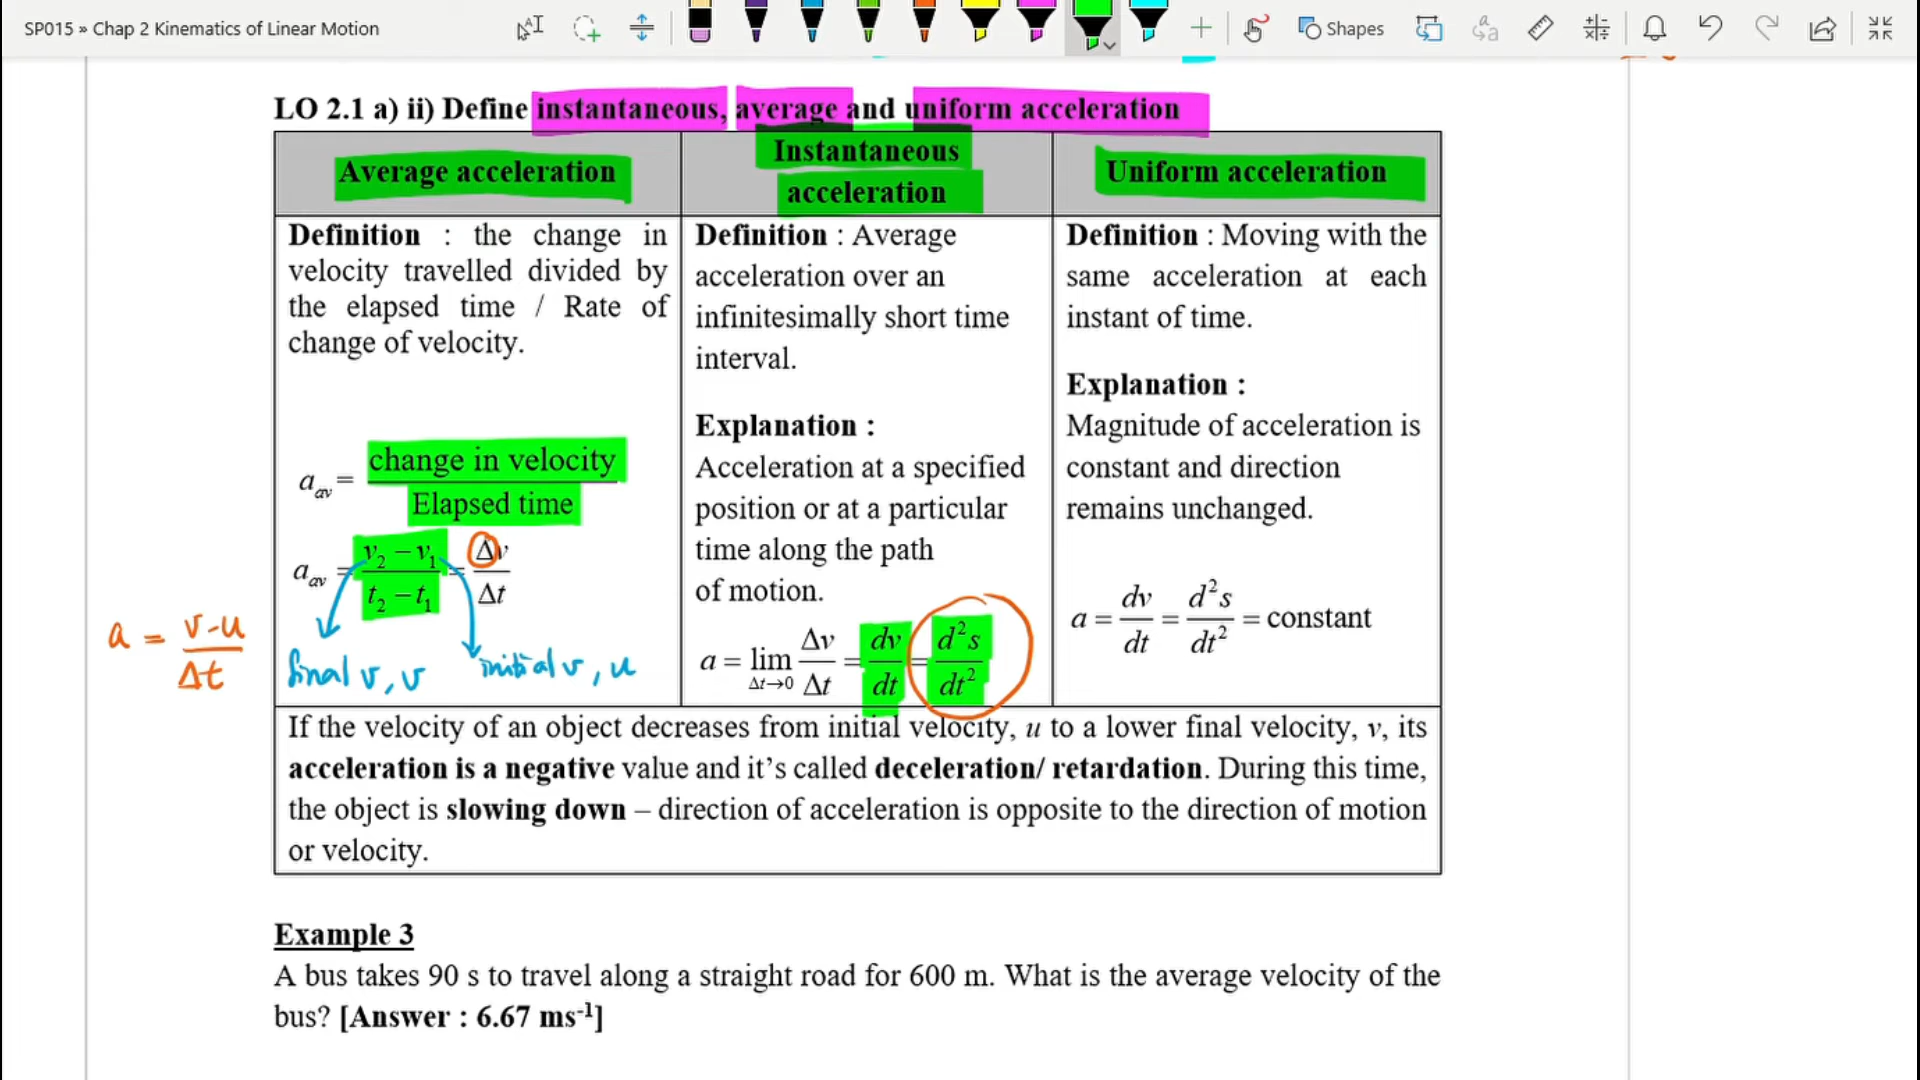 SP015 » Chap 2 Kinematics of Linear Motion
Shapes
LO 2.1 a) ii) Define instantaneous, average and uniform acceleration
Average acceleration
Definition : the change in
velocity travelled divided by
the elapsed time / Rate of
change of velocity.
a_av = change in velocity / Elapsed time
a_av = (v₂ − v₁) / (t₂ − t₁) = Δv / Δt
a = (v-u) / Δt
final v, v
initial v, u
Instantaneous
acceleration
Definition : Average
acceleration over an
infinitesimally short time
interval.
Explanation :
Acceleration at a specified
position or at a particular
time along the path
of motion.
a = lim Δt→0 Δv / Δt = dv / dt = d²s / dt²
Uniform acceleration
Definition : Moving with the
same acceleration at each
instant of time.
Explanation :
Magnitude of acceleration is
constant and direction
remains unchanged.
a = dv / dt = d²s / dt² = constant
If the velocity of an object decreases from initial velocity, u to a lower final velocity, v, its
acceleration is a negative value and it’s called deceleration/ retardation. During this time,
the object is slowing down – direction of acceleration is opposite to the direction of motion
or velocity.
Example 3
A bus takes 90 s to travel along a straight road for 600 m. What is the average velocity of the
bus? [Answer : 6.67 ms⁻¹]